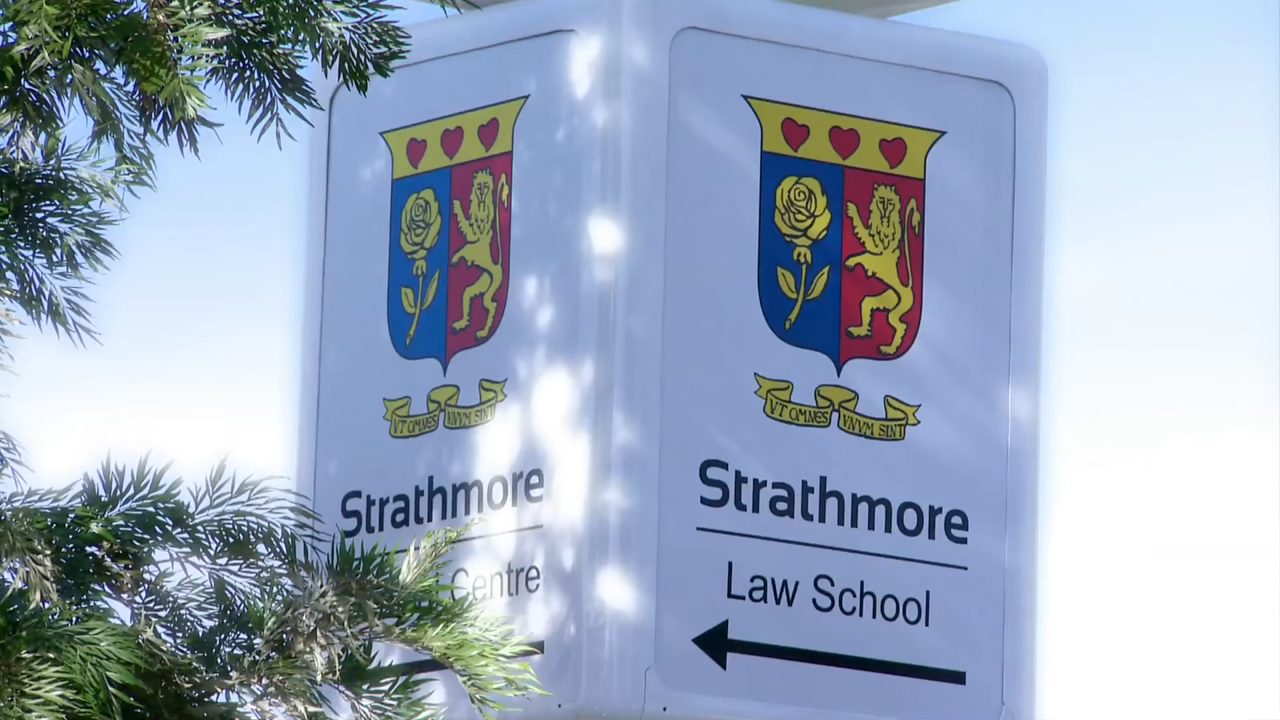 VT OMNES VNVM SINT
Strathmore
Centre
VT OMNES VNVM SINT
Strathmore
Law School